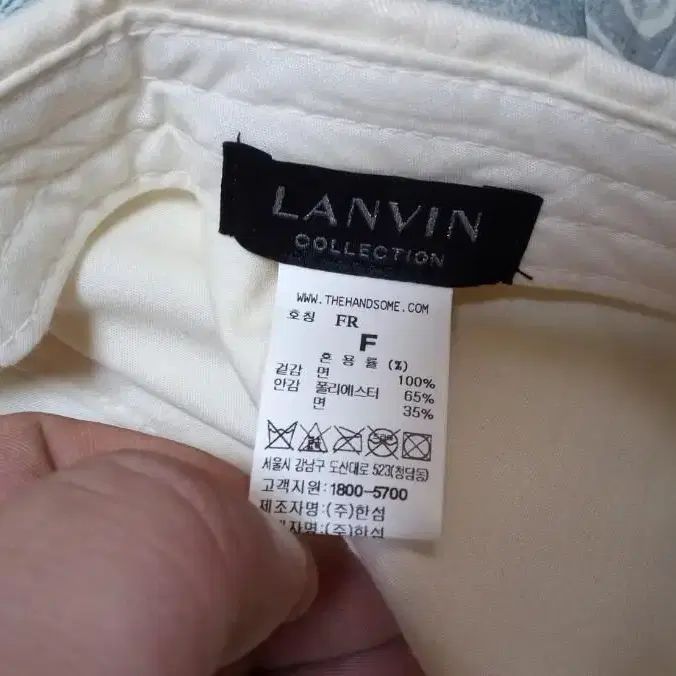 LANVIN
COLLECTION
WWW.THEHANDSOME.COM
호칭 FR
F
혼 용 률 (%)
겉감 면 100%
안감 폴리에스터 65%
면 35%
서울시 강남구 도산대로 523(청담동)
고객지원:1800-5700
제조자명:(주)한섬
자명:(주)한섬